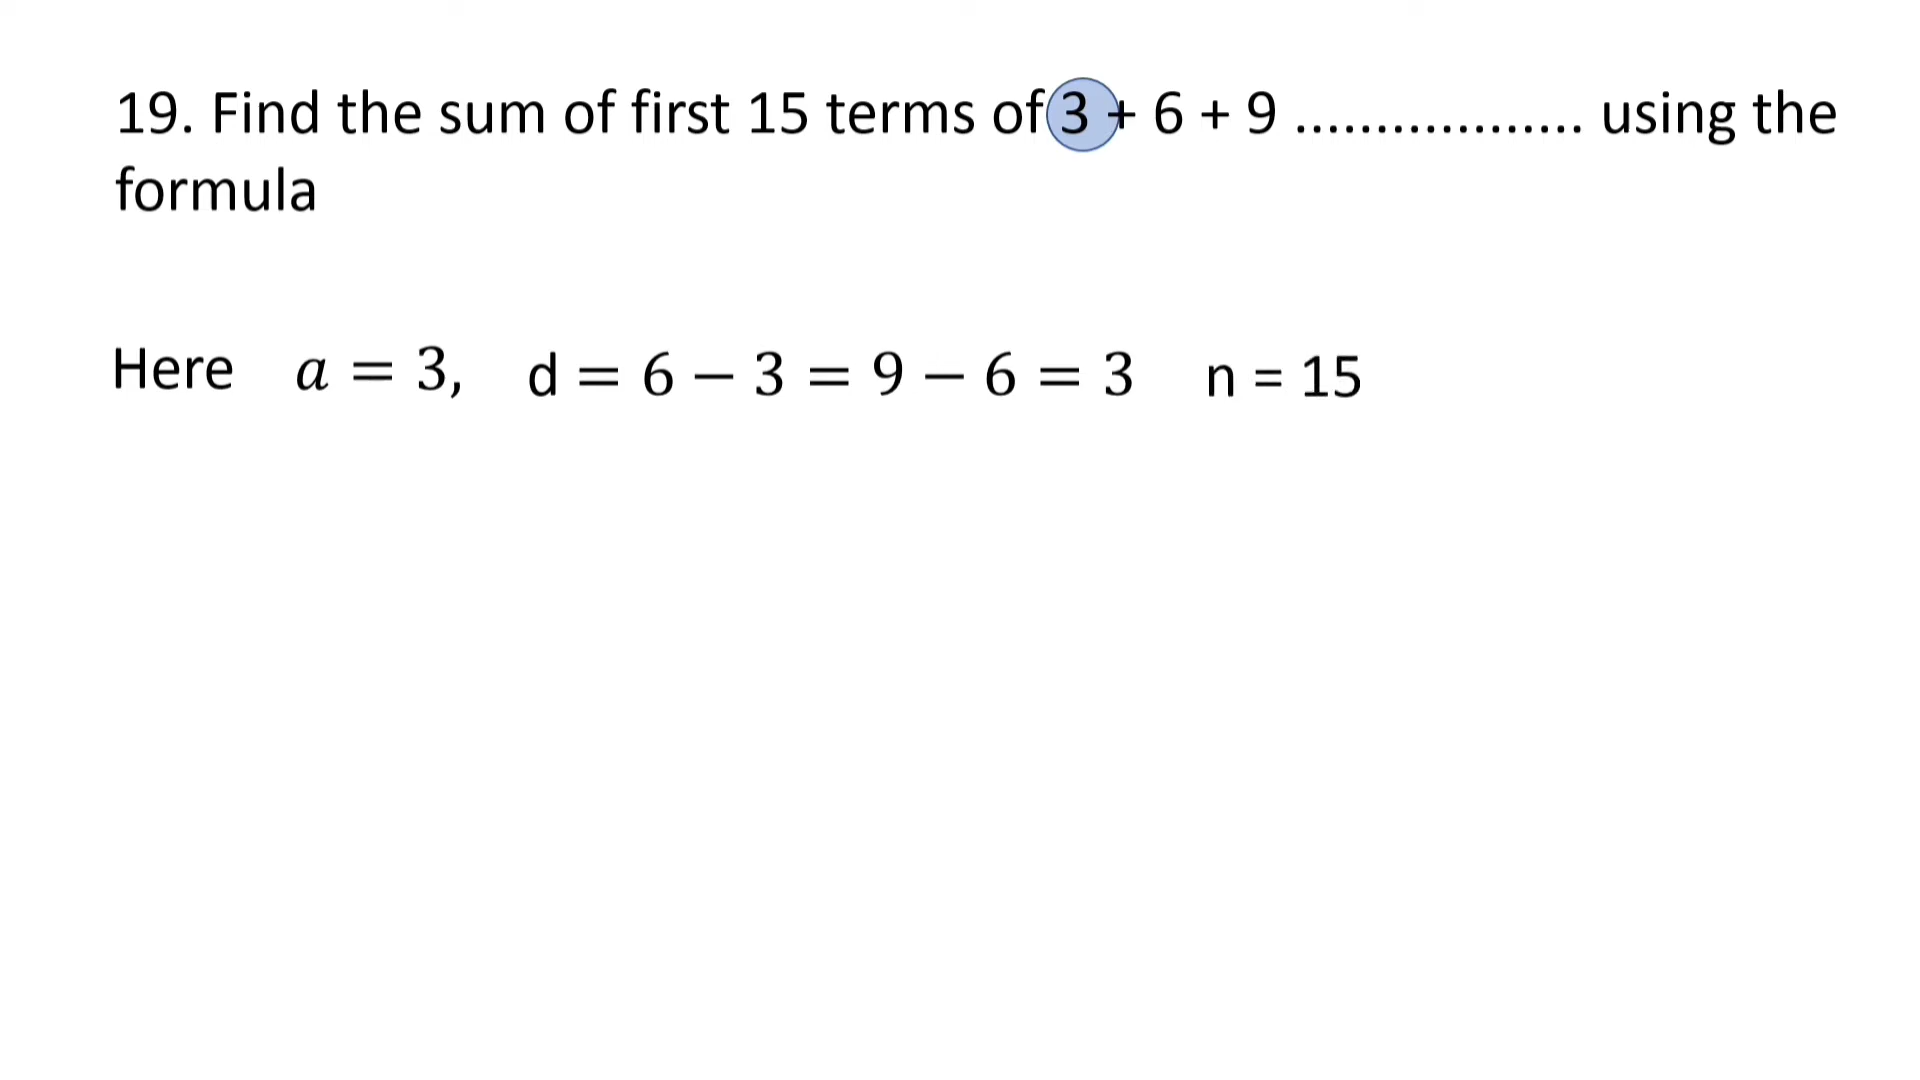 19. Find the sum of first 15 terms of 3 + 6 + 9 .................. using the
formula
Here a = 3, d = 6 − 3 = 9 − 6 = 3 n = 15